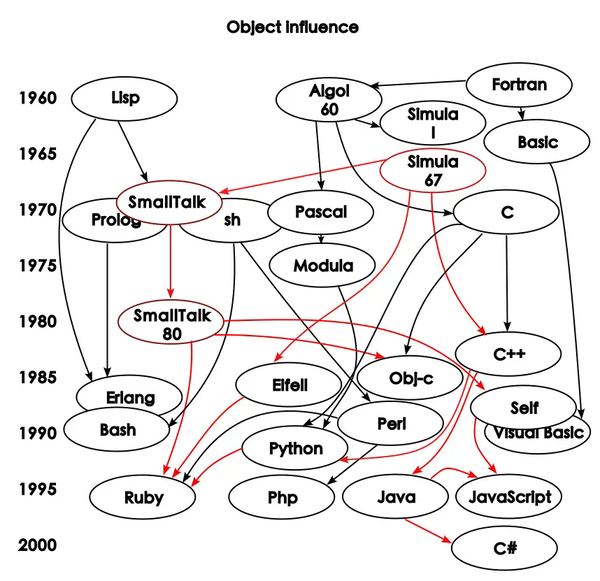 Object influence
1960
Lisp
Algol
60
Fortran
Simula
I
Basic
1965
Simula
67
SmallTalk
1970
Prolog
sh
Pascal
C
1975
Modula
1980
SmallTalk
80
C++
1985
Eiffell
Obj-c
Erlang
Self
1990
Bash
Perl
Visual Basic
Python
1995
Ruby
Php
Java
JavaScript
2000
C#